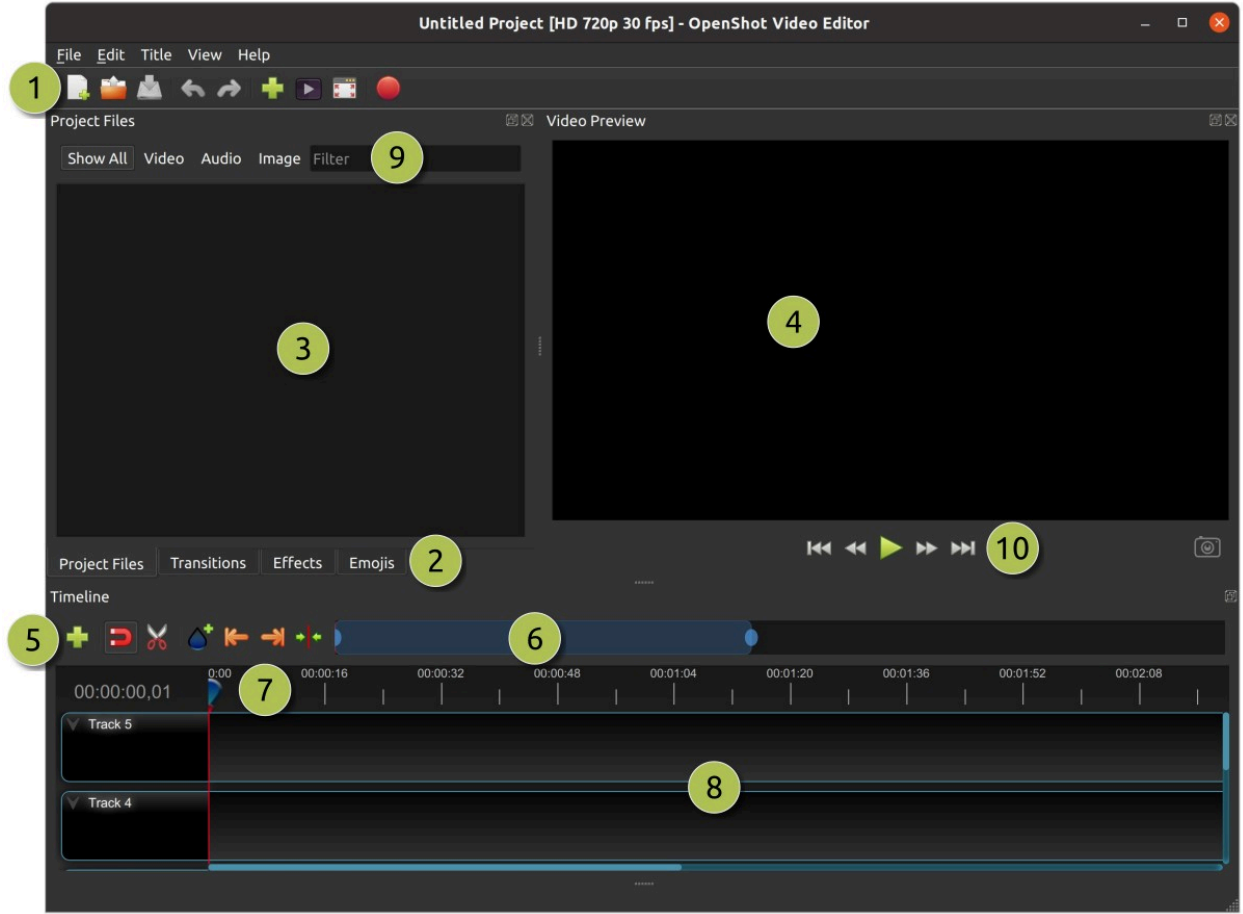 Untitled Project [HD 720p 30 fps] - OpenShot Video Editor
File Edit Title View Help
1
Project Files
Video Preview
Show All Video Audio Image Filter 9
3
4
Project Files Transitions Effects Emojis 2
10
Timeline
5
6
00:00:00,01
0:00 00:00:16 00:00:32 00:00:48 00:01:04 00:01:20 00:01:36 00:01:52 00:02:08
7
Track 5
8
Track 4